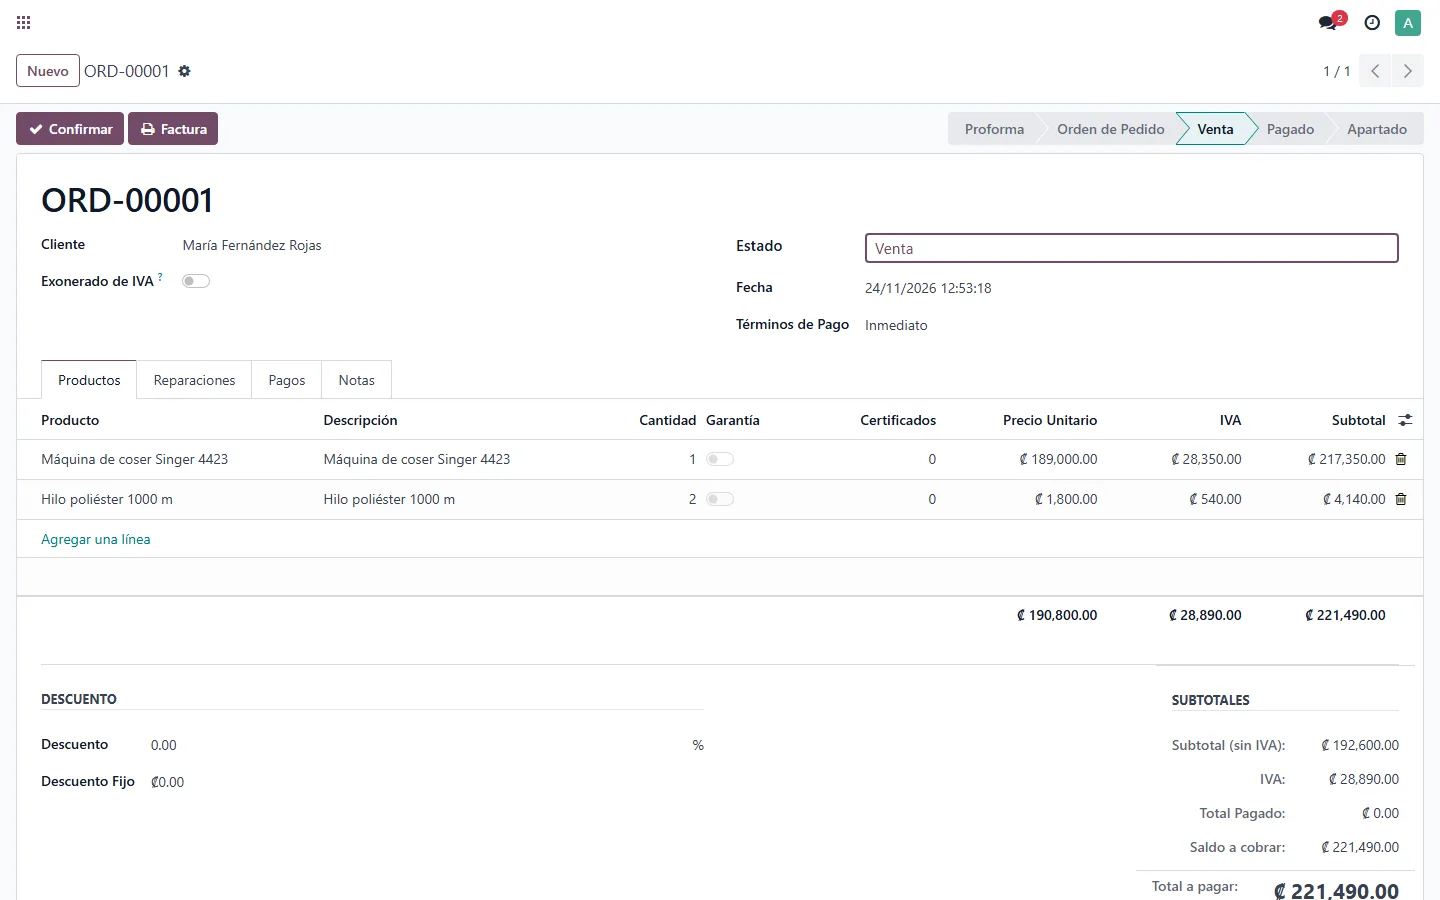 2
A
Nuevo ORD-00001
1 / 1
Confirmar Factura
Proforma Orden de Pedido Venta Pagado Apartado
ORD-00001
Cliente María Fernández Rojas
Exonerado de IVA ?
Estado Venta
Fecha 24/11/2026 12:53:18
Términos de Pago Inmediato
Productos Reparaciones Pagos Notas
Producto Descripción Cantidad Garantía Certificados Precio Unitario IVA Subtotal
Máquina de coser Singer 4423 Máquina de coser Singer 4423 1 0 ₡ 189,000.00 ₡ 28,350.00 ₡ 217,350.00
Hilo poliéster 1000 m Hilo poliéster 1000 m 2 0 ₡ 1,800.00 ₡ 540.00 ₡ 4,140.00
Agregar una línea
₡ 190,800.00 ₡ 28,890.00 ₡ 221,490.00
DESCUENTO
Descuento 0.00 %
Descuento Fijo ₡0.00
SUBTOTALES
Subtotal (sin IVA): ₡ 192,600.00
IVA: ₡ 28,890.00
Total Pagado: ₡ 0.00
Saldo a cobrar: ₡ 221,490.00
Total a pagar: ₡ 221,490.00